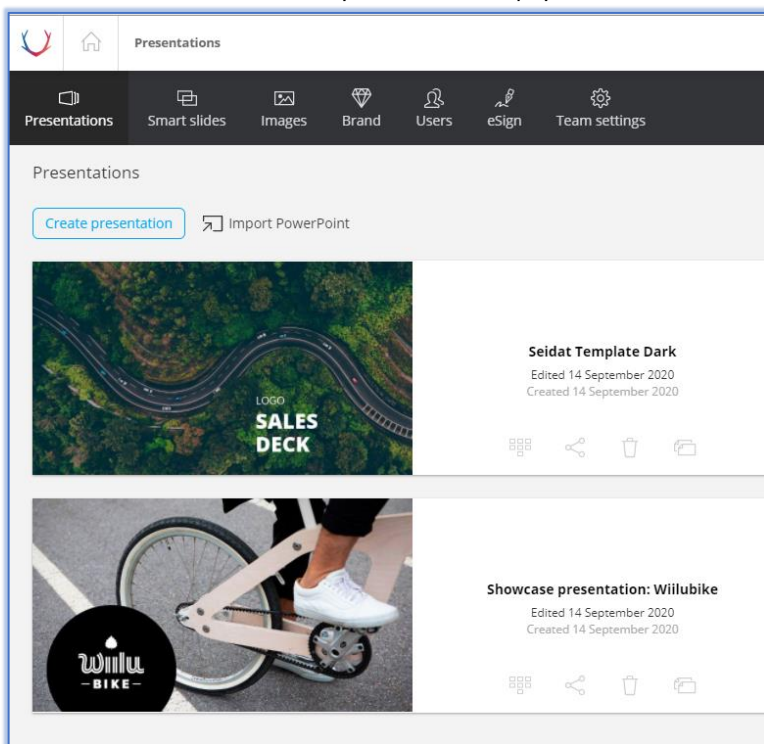 Presentations
Presentations Smart slides Images Brand Users eSign Team settings
Presentations
Create presentation Import PowerPoint
LOGO
SALES
DECK
Seidat Template Dark
Edited 14 September 2020
Created 14 September 2020
Wiilu
BIKE
Showcase presentation: Wiilubike
Edited 14 September 2020
Created 14 September 2020